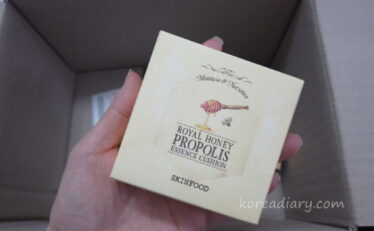 Moisture & Nutrition
ROYAL HONEY
PROPOLIS
ESSENCE CUSHION
SKINFOOD
koreadiary.com